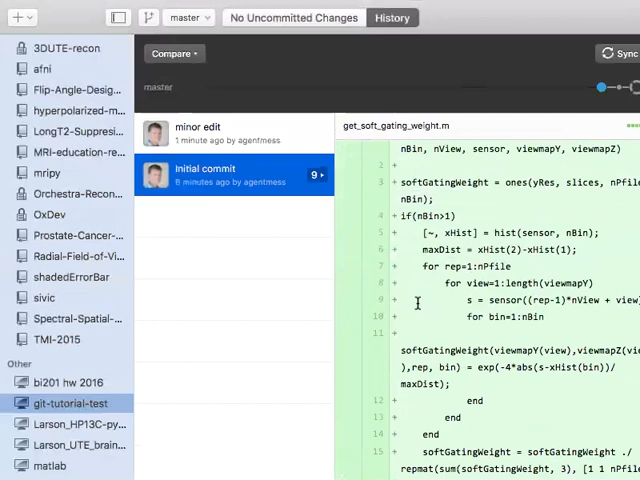 master
No Uncommitted Changes
History
3DUTE-recon
afni
Flip-Angle-Desig...
hyperpolarized-m...
LongT2-Suppresi...
MRI-education-re...
mripy
Orchestra-Recon...
OxDev
Prostate-Cancer-...
Radial-Field-of-Vi...
shadedErrorBar
sivic
Spectral-Spatial-...
TMI-2015
Other
bi201 hw 2016
git-tutorial-test
Larson_HP13C-py...
Larson_UTE_brain...
matlab
Compare
Sync
master
minor edit
1 minute ago by agentmess
Initial commit
8 minutes ago by agentmess
9
get_soft_gating_weight.m
nBin, nView, sensor, viewmapY, viewmapZ)
2 +
3 + softGatingWeight = ones(yRes, slices, nPfile
nBin);
4 + if(nBin>1)
5 + [~, xHist] = hist(sensor, nBin);
6 + maxDist = xHist(2)-xHist(1);
7 + for rep=1:nPfile
8 + for view=1:length(viewmapY)
9 + s = sensor((rep-1)*nView + view
10 + for bin=1:nBin
11 +
softGatingWeight(viewmapY(view),viewmapZ(vie
),rep, bin) = exp(-4*abs(s-xHist(bin))/
maxDist);
12 + end
13 + end
14 + end
15 + softGatingWeight = softGatingWeight ./
repmat(sum(softGatingWeight, 3), [1 1 nPfile